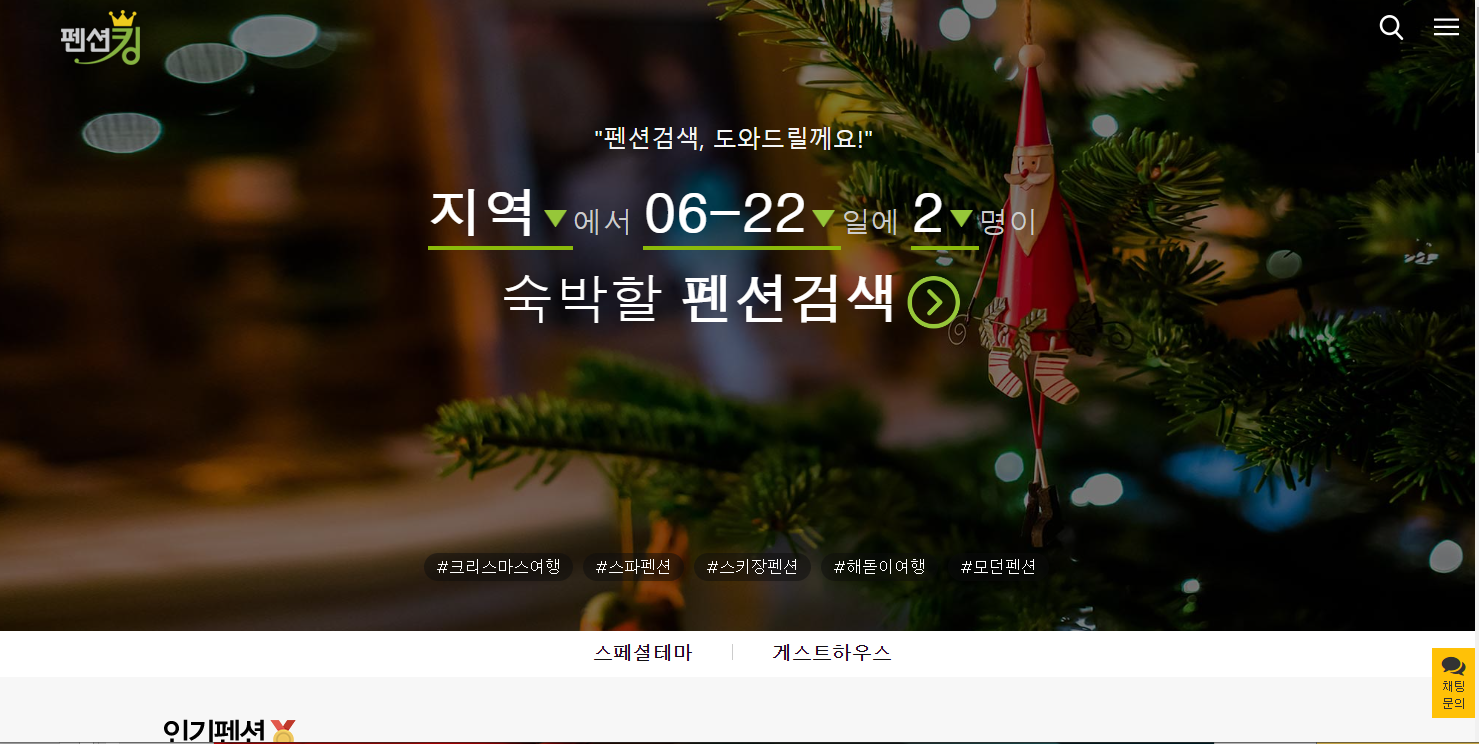 펜션킹
"펜션검색, 도와드릴께요!"
지역에서 06-22일에 2명이
숙박할 펜션검색
#크리스마스여행 #스파펜션 #스키장펜션 #해돋이여행 #모던펜션
스페셜테마 게스트하우스
채팅
문의
인기펜션